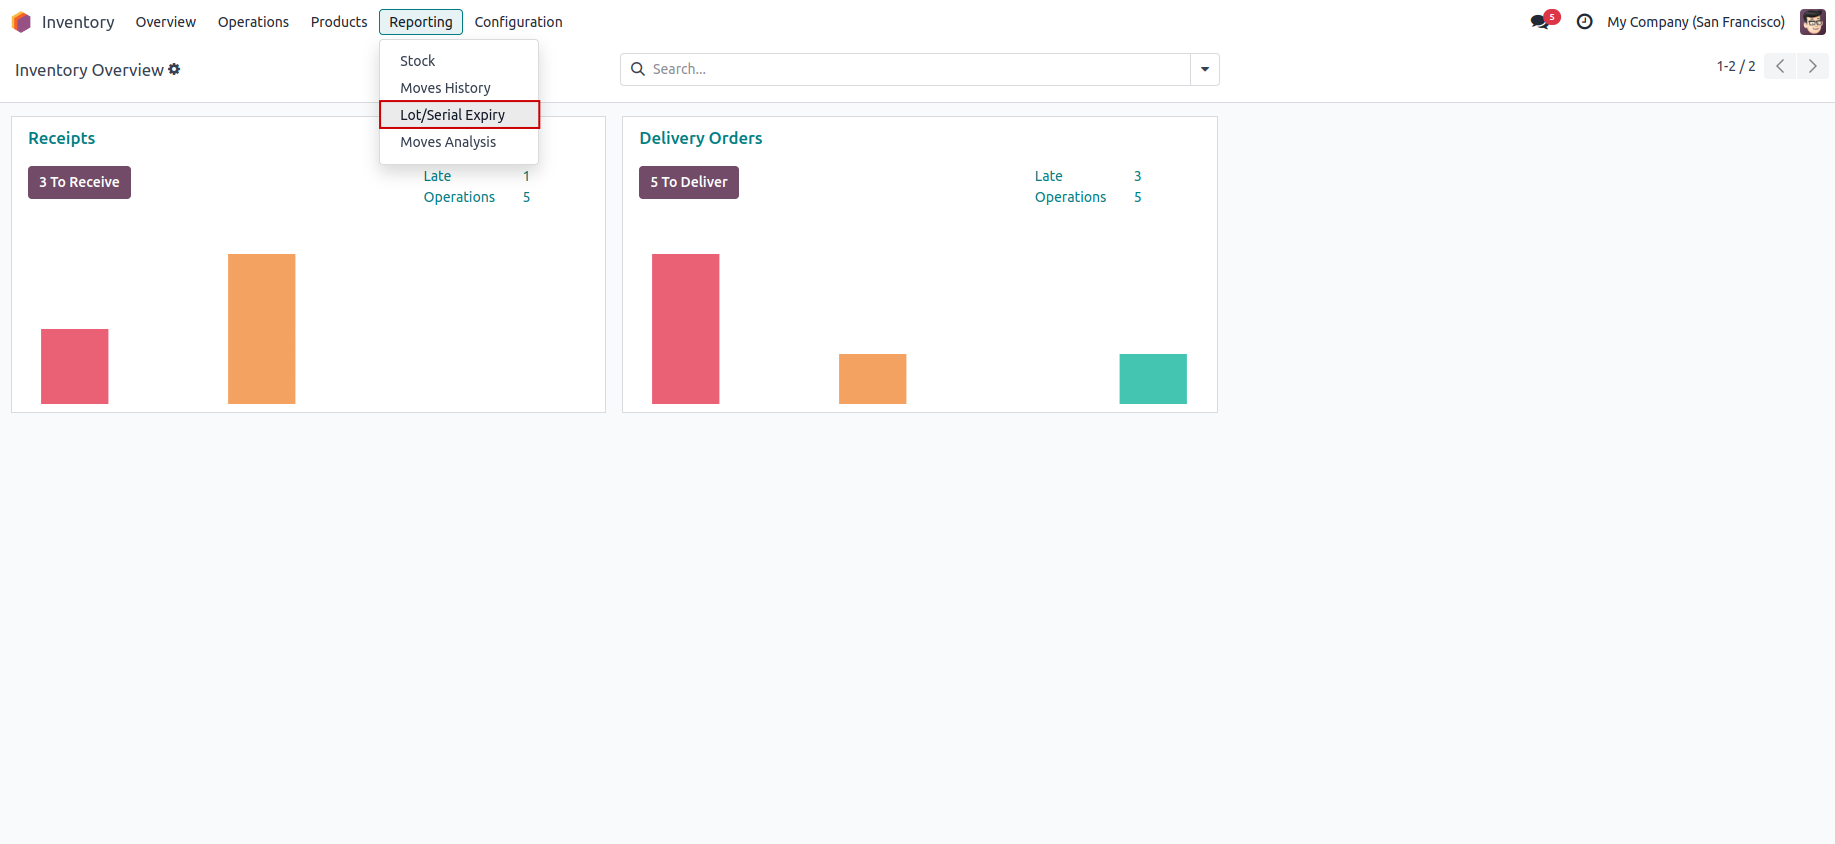 Inventory Overview Operations Products Reporting Configuration 5 My Company (San Francisco)
Inventory Overview Search... 1-2 / 2
Stock
Moves History
Lot/Serial Expiry
Moves Analysis
Receipts
3 To Receive
Late 1
Operations 5
Delivery Orders
5 To Deliver
Late 3
Operations 5